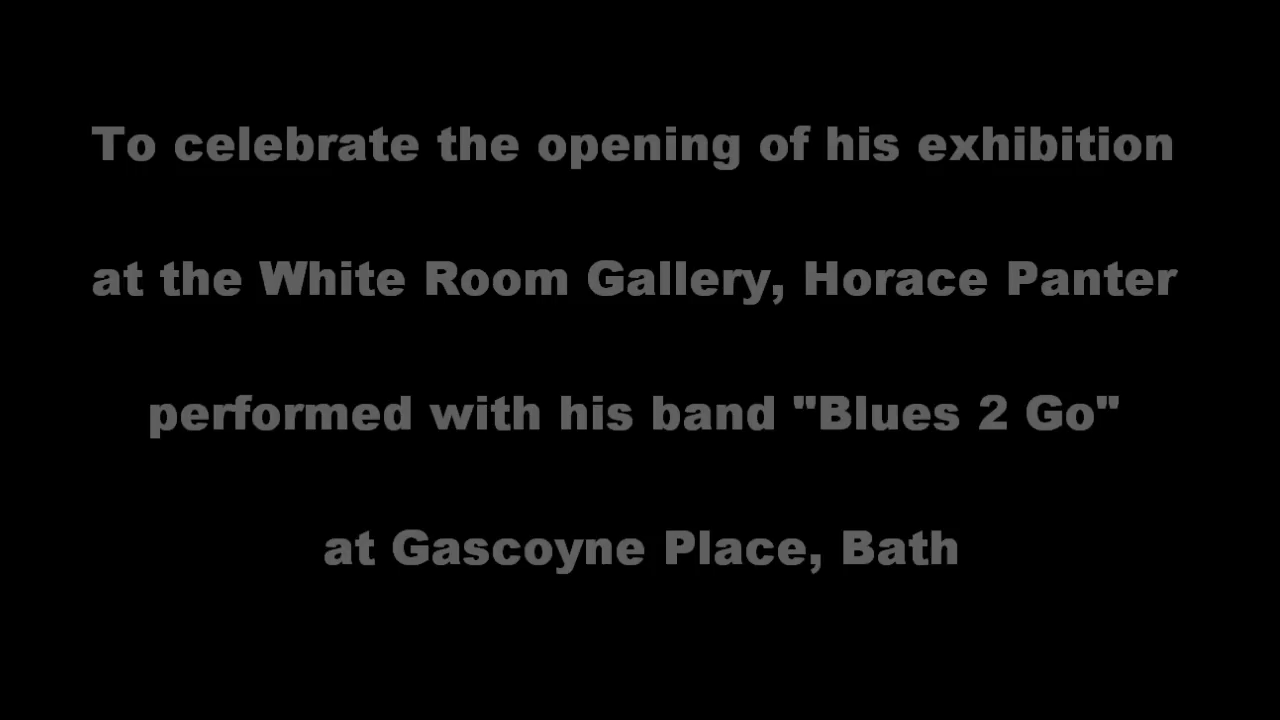 To celebrate the opening of his exhibition
at the White Room Gallery, Horace Panter
performed with his band "Blues 2 Go"
at Gascoyne Place, Bath